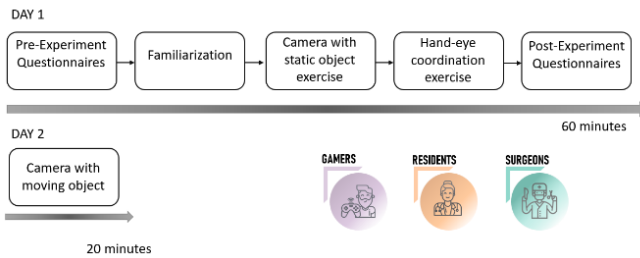 DAY 1
Pre-Experiment
Questionnaires
Familiarization
Camera with
static object
exercise
Hand-eye
coordination
exercise
Post-Experiment
Questionnaires
60 minutes
DAY 2
Camera with
moving object
20 minutes
GAMERS
RESIDENTS
SURGEONS